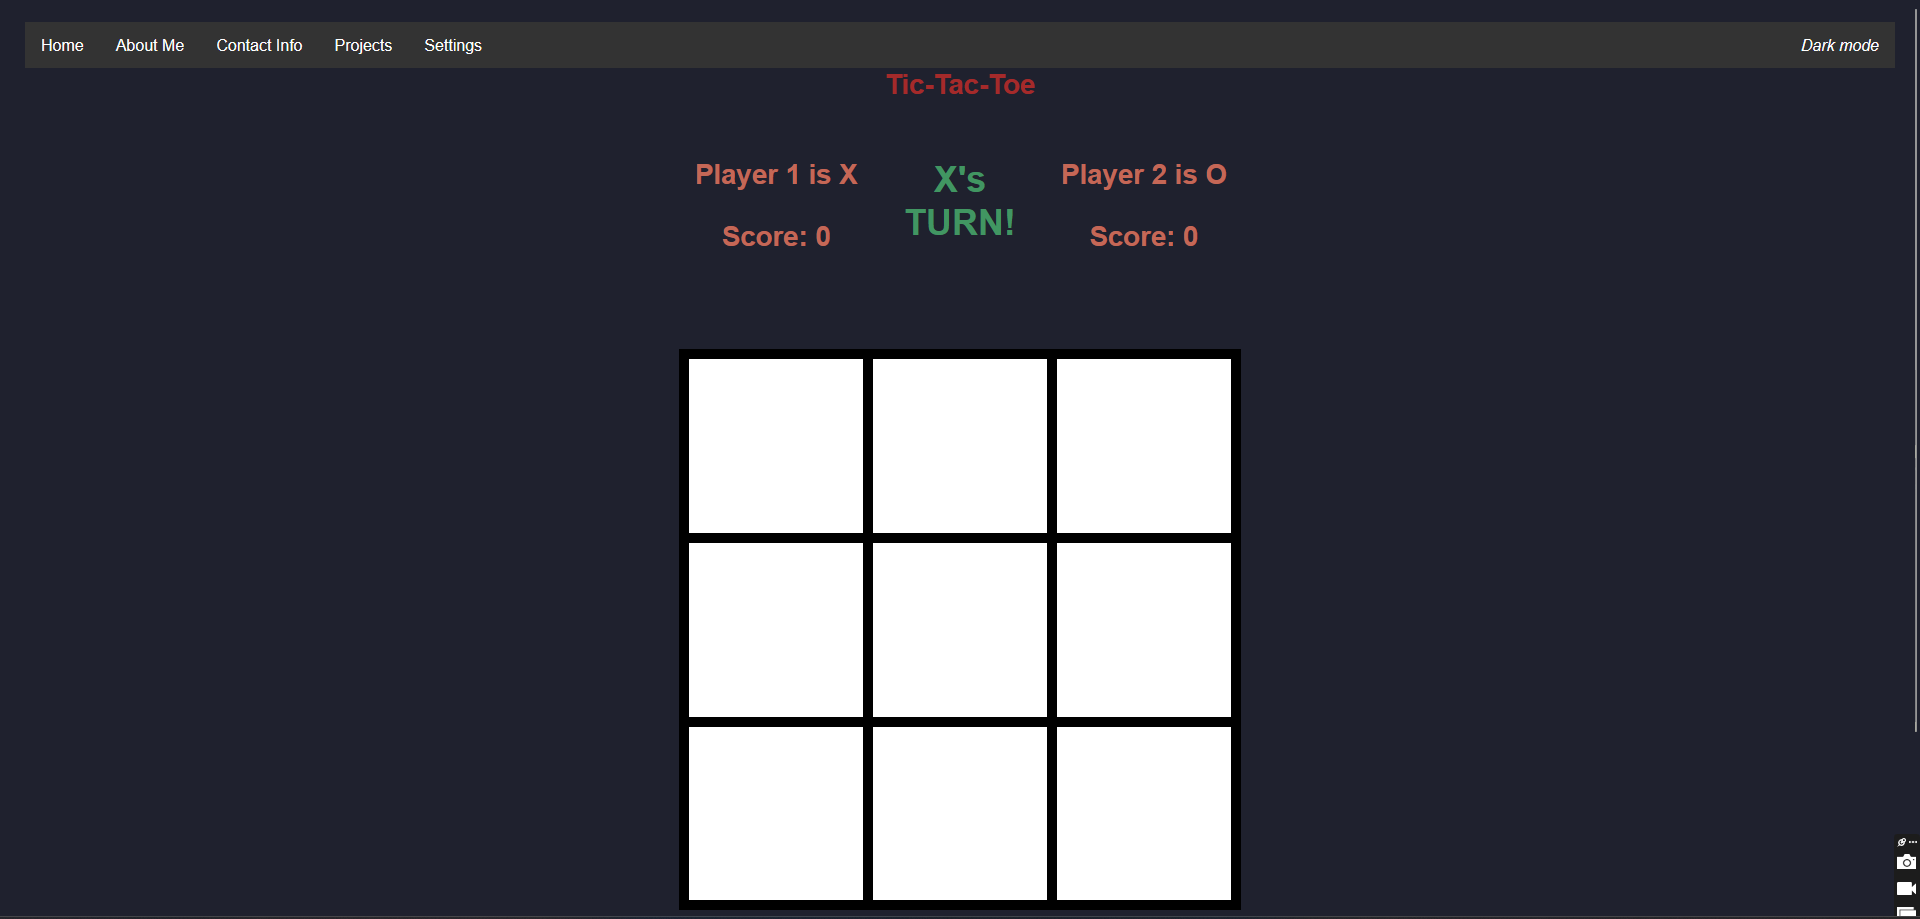 Home About Me Contact Info Projects Settings Dark mode
Tic-Tac-Toe
Player 1 is X
Score: 0
X's
TURN!
Player 2 is O
Score: 0